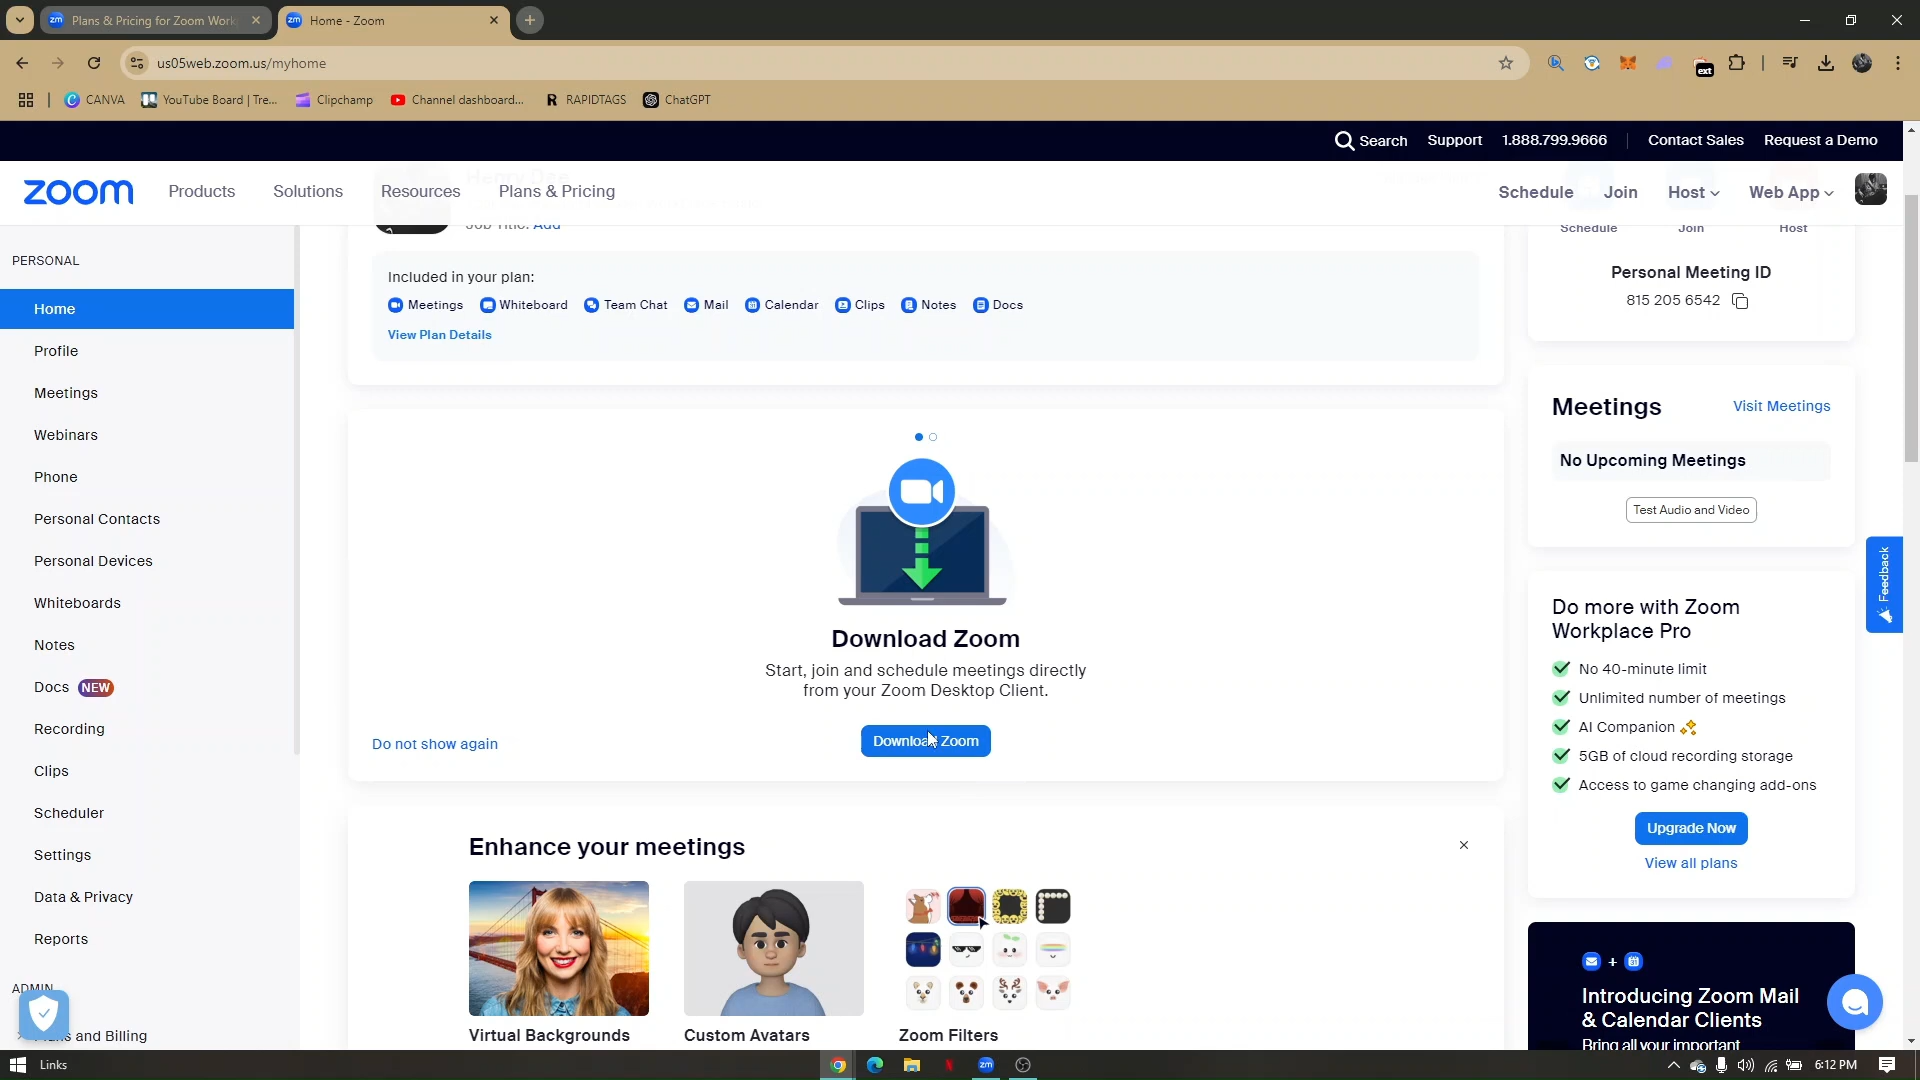 Plans & Pricing for Zoom Work
Home - Zoom
us05web.zoom.us/myhome
ext
CANVA
YouTube Board | Tre...
Clipchamp
Channel dashboard...
RAPIDTAGS
ChatGPT
Search
Support
1.888.799.9666
Contact Sales
Request a Demo
zoom
Products
Solutions
Resources
Plans & Pricing
Schedule
Join
Host
Web App
Job Title: Add
Schedule
Join
Host
PERSONAL
Home
Profile
Meetings
Webinars
Phone
Personal Contacts
Personal Devices
Whiteboards
Notes
Docs NEW
Recording
Clips
Scheduler
Settings
Data & Privacy
Reports
ADMIN
Plans and Billing
Included in your plan:
Meetings
Whiteboard
Team Chat
Mail
Calendar
Clips
Notes
Docs
View Plan Details
Download Zoom
Start, join and schedule meetings directly
from your Zoom Desktop Client.
Do not show again
Download Zoom
Enhance your meetings
Virtual Backgrounds
Custom Avatars
Zoom Filters
Personal Meeting ID
815 205 6542
Meetings
Visit Meetings
No Upcoming Meetings
Test Audio and Video
Feedback
Do more with Zoom
Workplace Pro
No 40-minute limit
Unlimited number of meetings
AI Companion
5GB of cloud recording storage
Access to game changing add-ons
Upgrade Now
View all plans
Introducing Zoom Mail
& Calendar Clients
Bring all your important
Links
6:12 PM